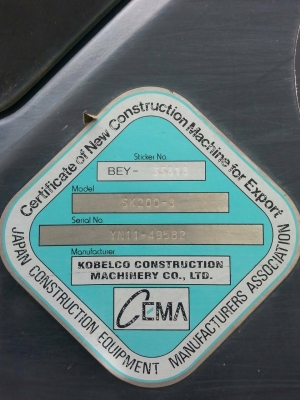 Certificate of New Construction Machine for Export
Sticker No.
BEY-
Model
SK200-
Serial No.
YN11-
Manufacturer
KOBELCO CONSTRUCTION
MACHINERY CO., LTD.
CEMA
JAPAN CONSTRUCTION EQUIPMENT MANUFACTURERS ASSOCIATION